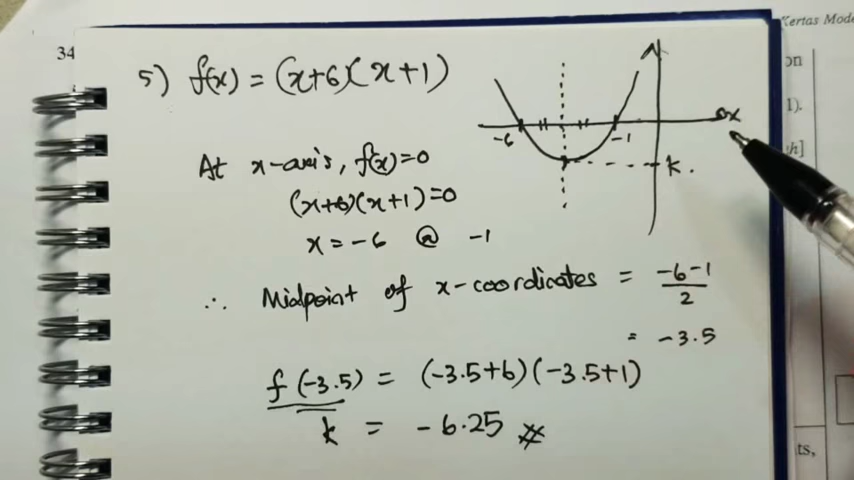 34
Kertas Mode
5) f(x) = (x+6)(x+1)
on
1).
x
-6
-1
k.
At x-axis, f(x)=0
(x+6)(x+1)=0
x = -6 @ -1
∴ Midpoint of x-coordinates = -6-1/2
= -3.5
f(-3.5) = (-3.5+6)(-3.5+1)
k = -6.25
ts,